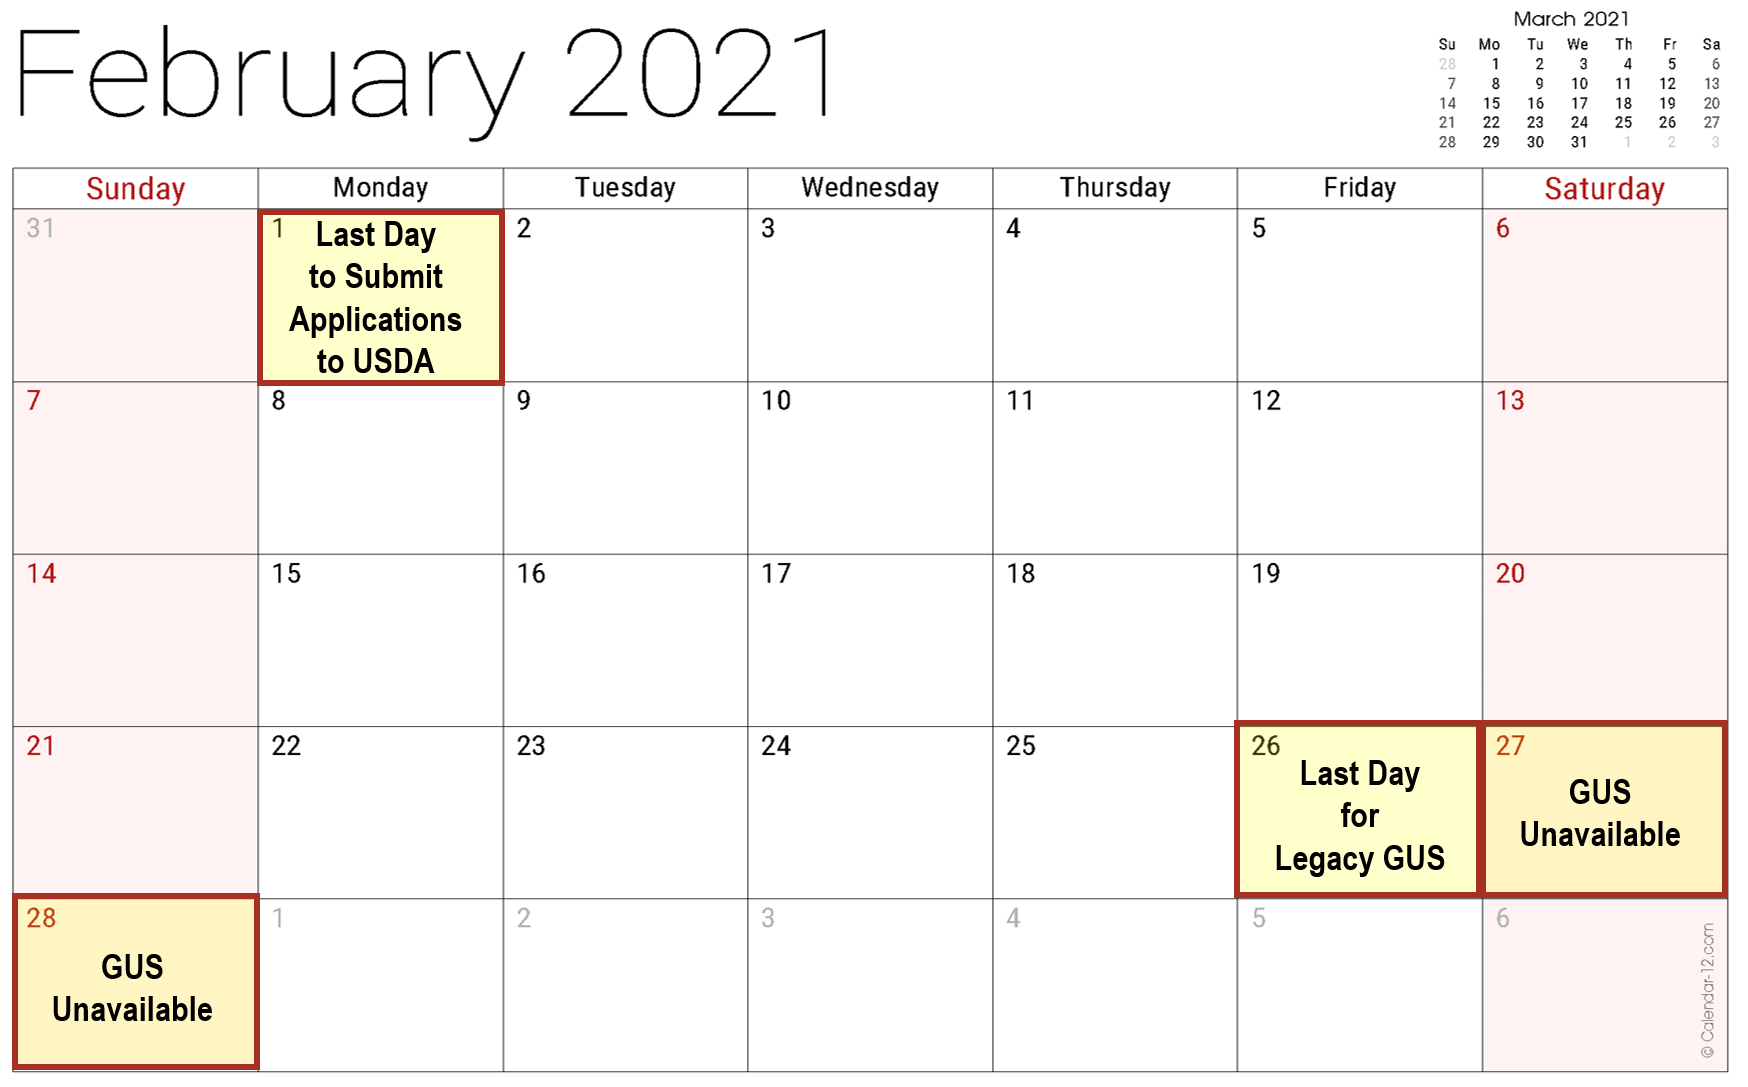 February 2021
March 2021
Su Mo Tu We Th Fr Sa
28 1 2 3 4 5 6
7 8 9 10 11 12 13
14 15 16 17 18 19 20
21 22 23 24 25 26 27
28 29 30 31 1 2 3
Sunday Monday Tuesday Wednesday Thursday Friday Saturday
31 1 2 3 4 5 6
Last Day
to Submit
Applications
to USDA
7 8 9 10 11 12 13
14 15 16 17 18 19 20
21 22 23 24 25 26 27
Last Day
for
Legacy GUS
GUS
Unavailable
28 1 2 3 4 5 6
GUS
Unavailable
© Calendar-12.com